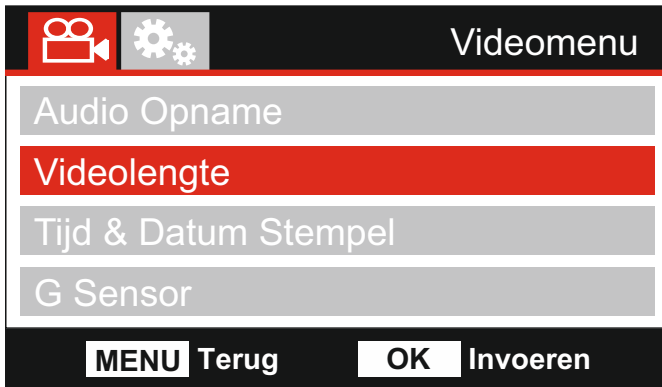 Videomenu
Audio Opname
Videolengte
Tijd & Datum Stempel
G Sensor
MENU Terug OK Invoeren